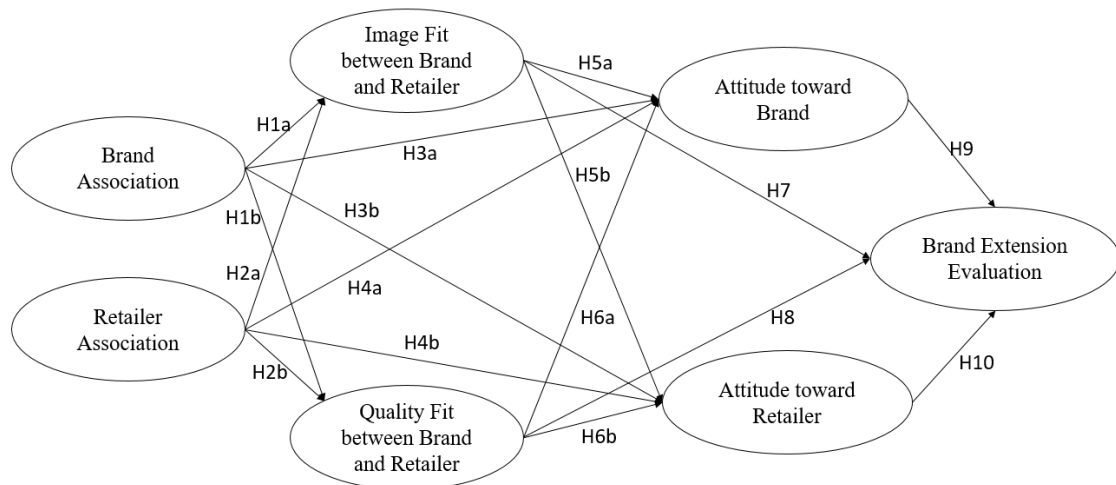 Image Fit
between Brand
and Retailer
H5a
Attitude toward
Brand
H1a
H3a
H9
Brand
Association
H5b
H7
H1b
H3b
Brand Extension
Evaluation
H2a
H4a
Retailer
Association
H6a
H8
H4b
H2b
H10
Attitude toward
Retailer
Quality Fit
between Brand
and Retailer
H6b